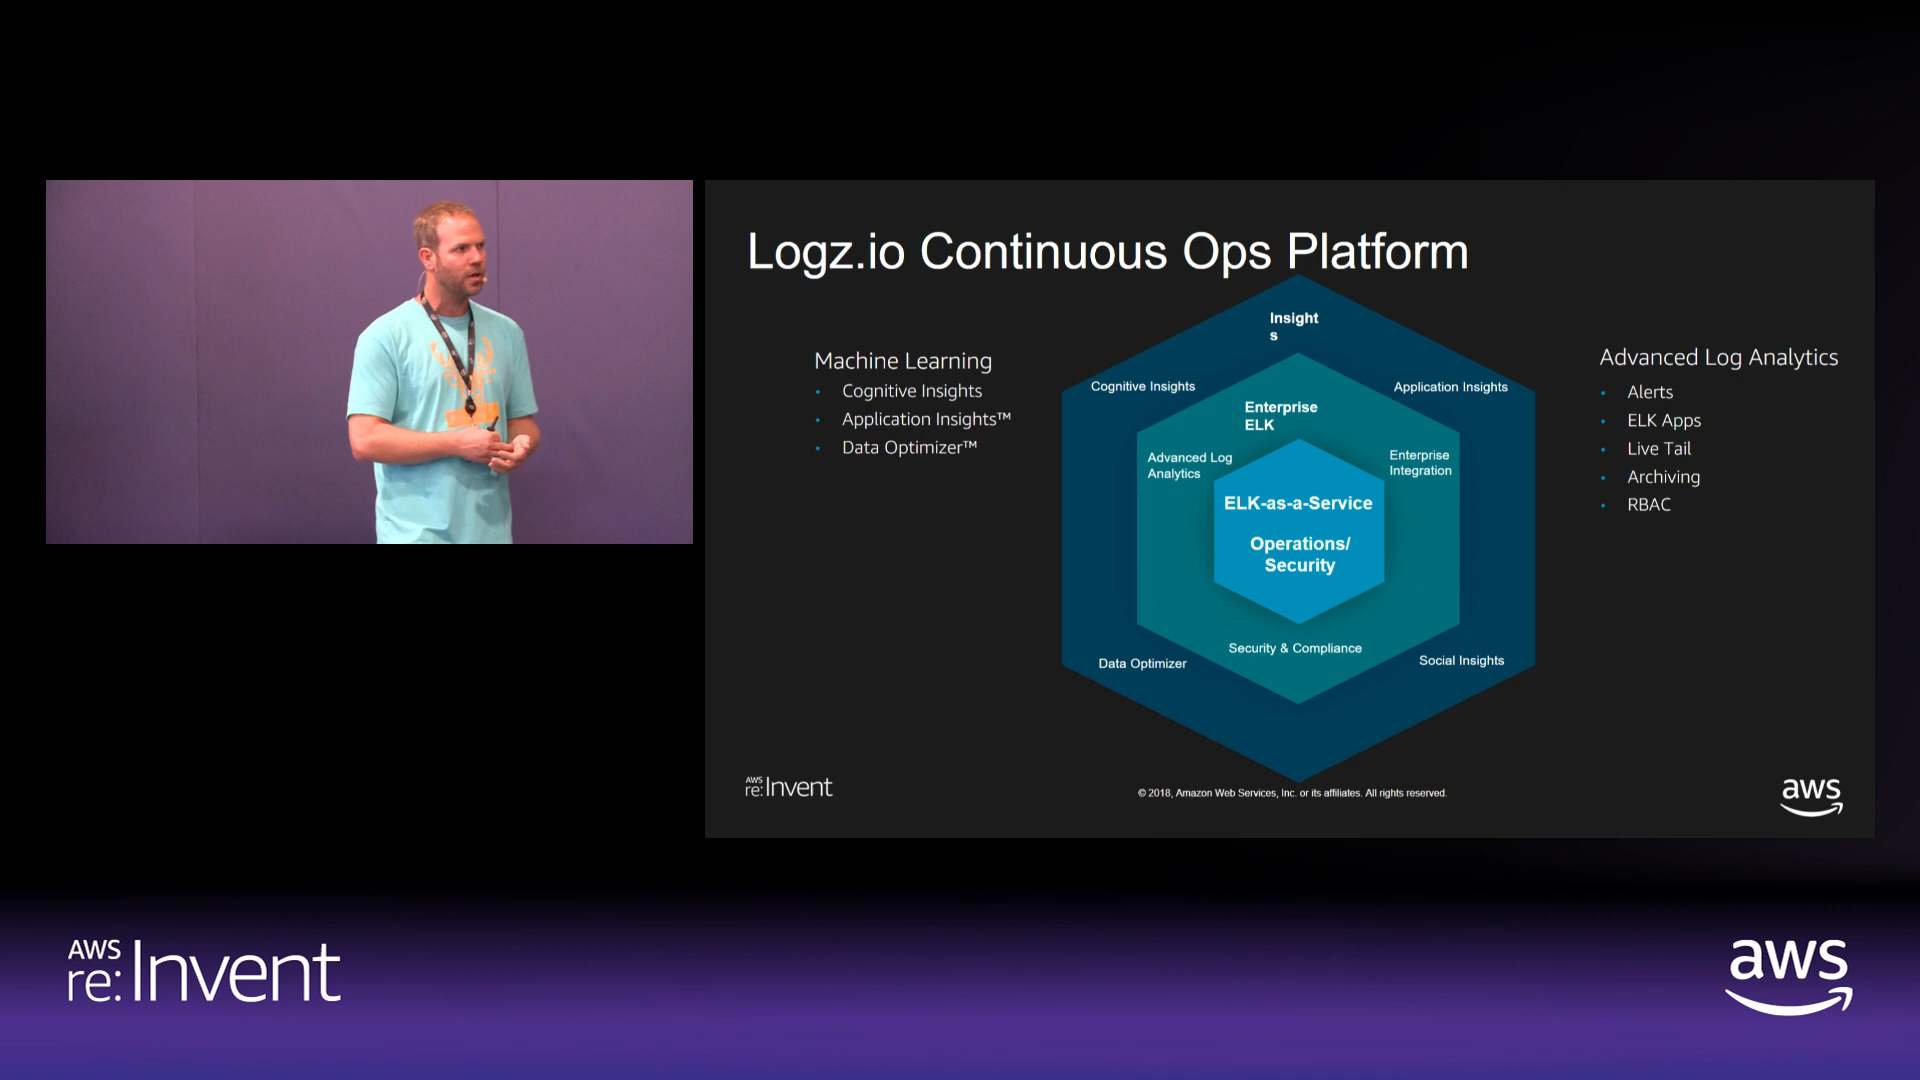 Logz.io Continuous Ops Platform
Machine Learning
• Cognitive Insights
• Application Insights™
• Data Optimizer™
Insight
s
Cognitive Insights
Application Insights
Enterprise
ELK
Advanced Log
Analytics
Enterprise
Integration
ELK-as-a-Service
Operations/
Security
Security & Compliance
Data Optimizer
Social Insights
Advanced Log Analytics
• Alerts
• ELK Apps
• Live Tail
• Archiving
• RBAC
AWS
re:Invent
© 2018, Amazon Web Services, Inc. or its affiliates. All rights reserved.
aws
AWS
re:Invent
aws